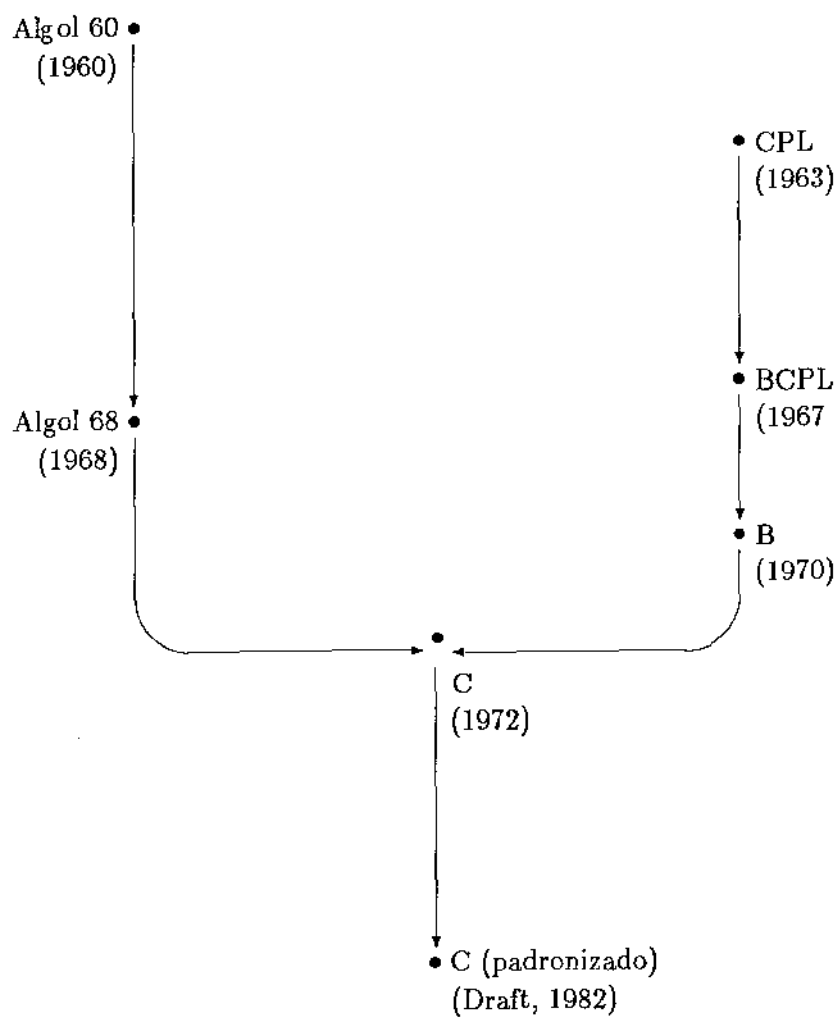 Algol 60
(1960)
CPL
(1963)
BCPL
(1967
Algol 68
(1968)
B
(1970)
C
(1972)
C (padronizado)
(Draft, 1982)